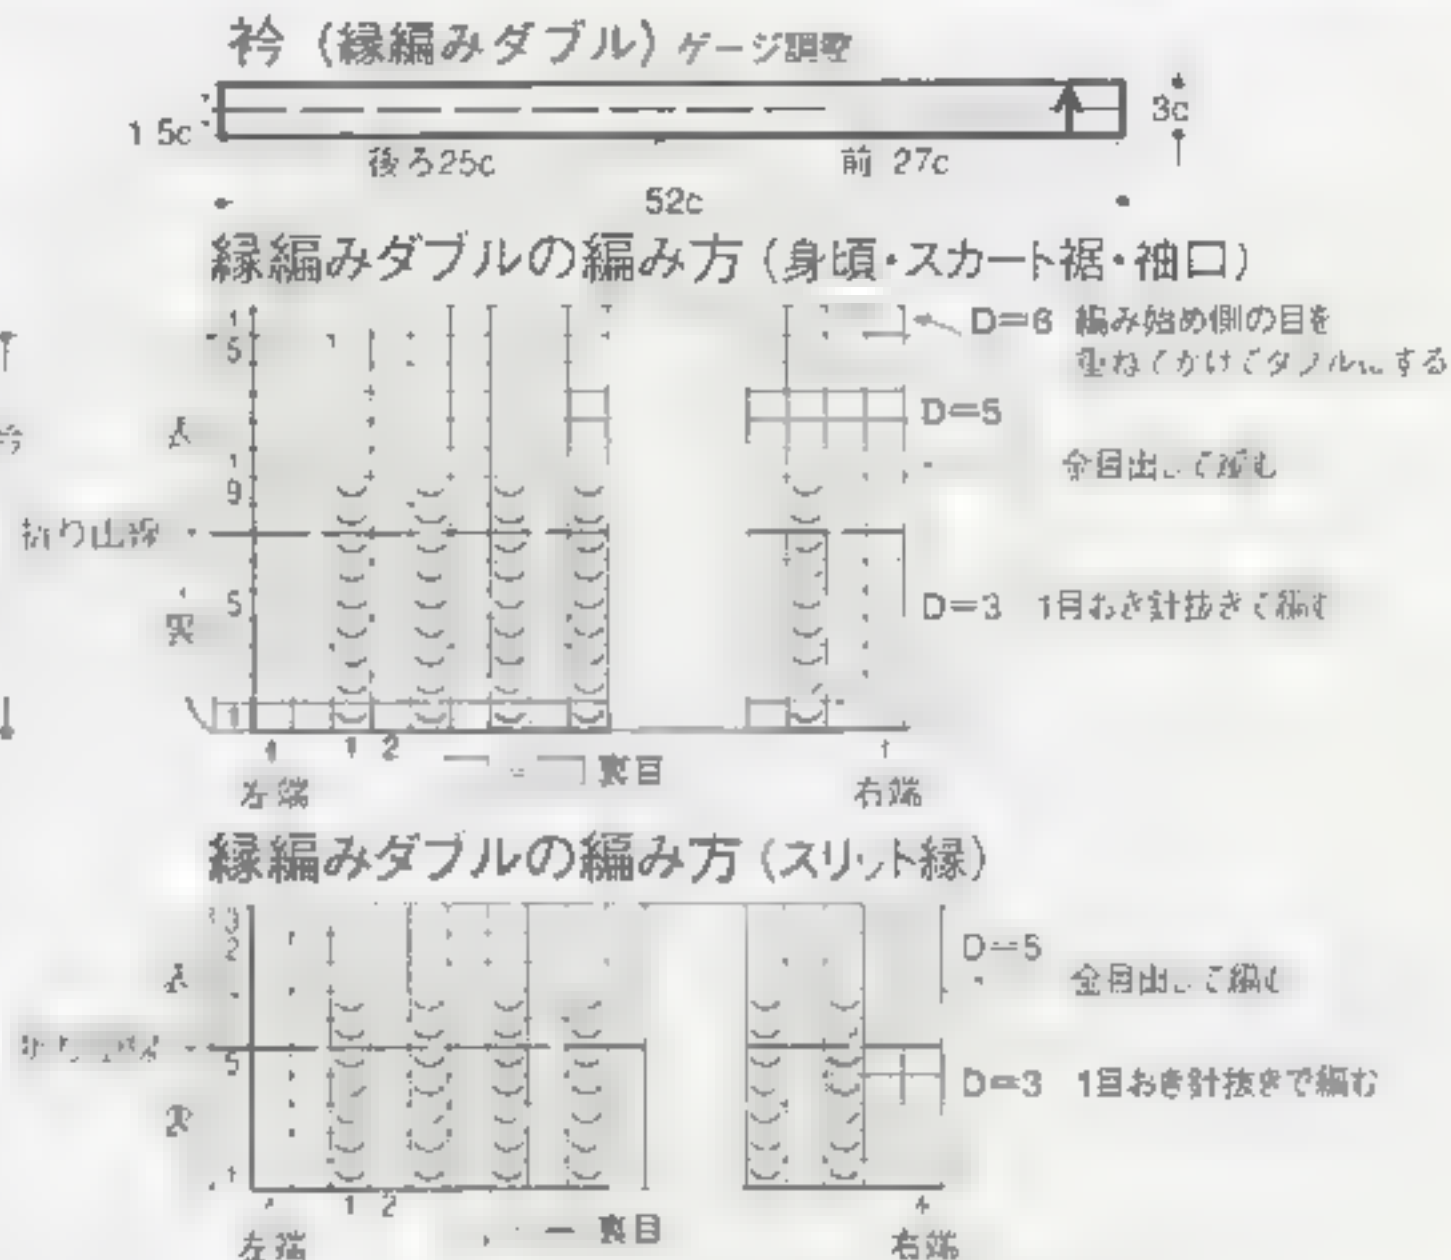 衿（縁編みダブル）ゲージ調整
3c
1 5c
後ろ25c
前 27c
52c
縁編みダブルの編み方（身頃・スカート裾・袖口）
1
5
D=6 編み始め側の目を
重ねてかけてダブルにする
D=5
1
全目出して編む
9
折り山線
5
D=3 1目おき針抜きで編む
裏
1
1 2
裏目
左端
右端
縁編みダブルの編み方（スリット縁）
2
D=5
全目出して編む
5
D=3 1目おき針抜きで編む
1
1 2
裏目
左端
右端